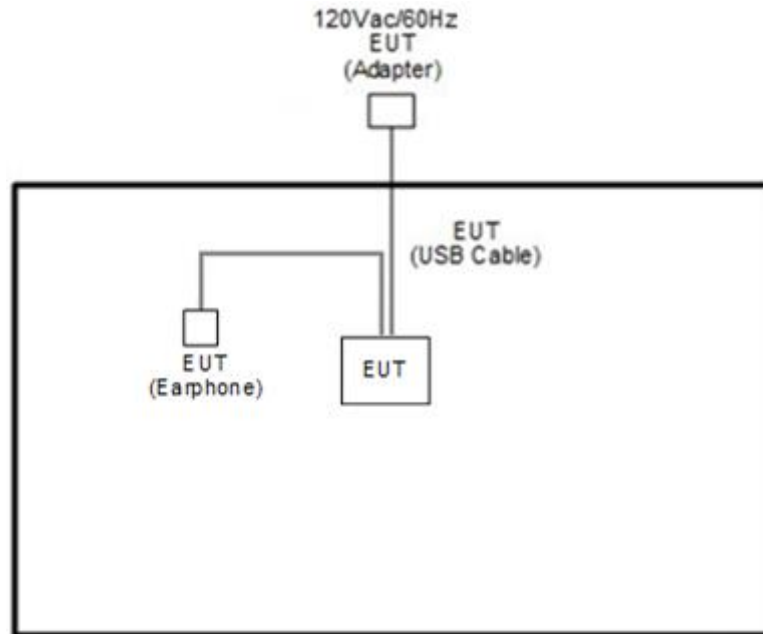 120Vac/60Hz
EUT
(Adapter)
EUT
(USB Cable)
EUT
(Earphone)
EUT